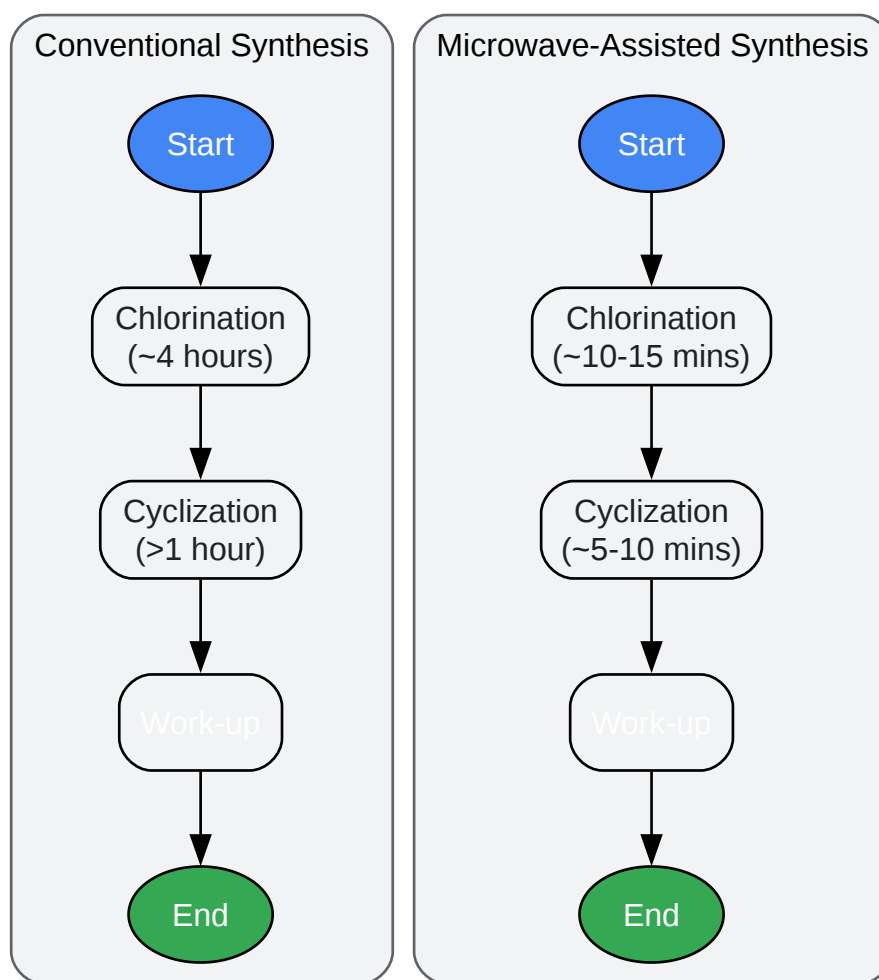 Conventional Synthesis
Start
Chlorination
(~4 hours)
Cyclization
(>1 hour)
Work-up
End
Microwave-Assisted Synthesis
Start
Chlorination
(~10-15 mins)
Cyclization
(~5-10 mins)
Work-up
End